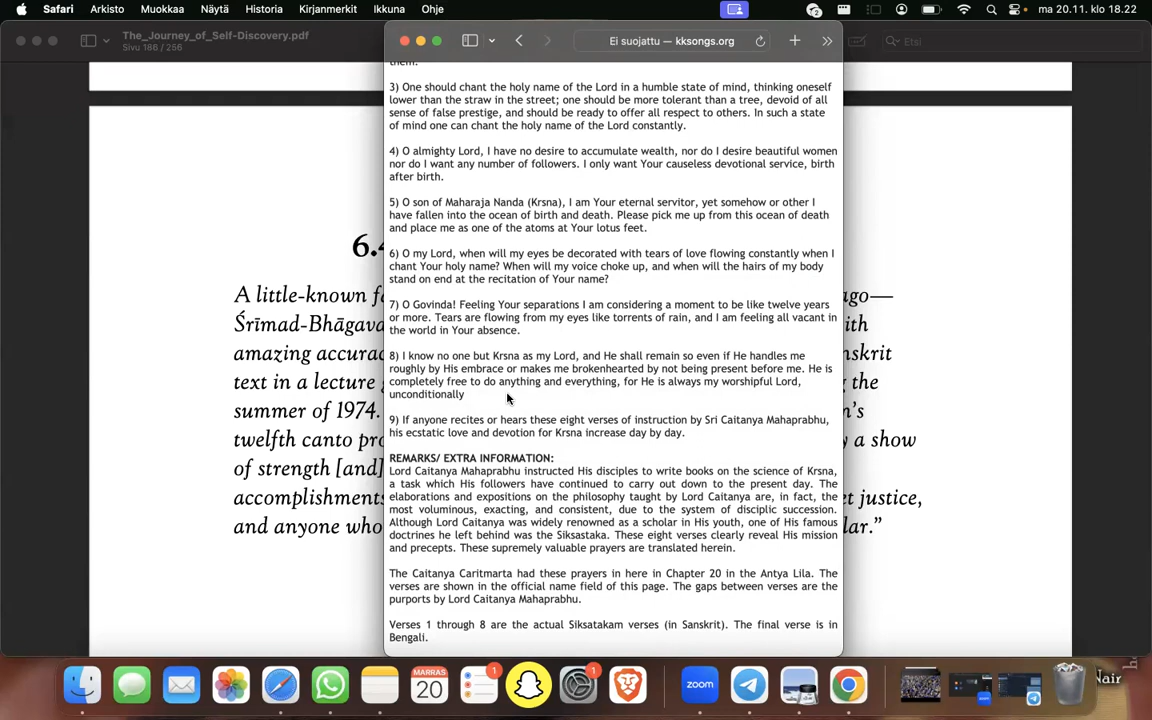 Safari Arkisto Muokkaa Näytä Historia Kirjanmerkit Ikkuna Ohje
2
ma 20.11. klo 18.22
The_Journey_of_Self-Discovery.pdf
Sivu 166 / 256
Ei suojattu — kksongs.org
Etsi
them.
3) One should chant the holy name of the Lord in a humble state of mind, thinking oneself
lower than the straw in the street; one should be more tolerant than a tree, devoid of all
sense of false prestige, and should be ready to offer all respect to others. In such a state
of mind one can chant the holy name of the Lord constantly.
4) O almighty Lord, I have no desire to accumulate wealth, nor do I desire beautiful women
nor do I want any number of followers. I only want Your causeless devotional service, birth
after birth.
5) O son of Maharaja Nanda (Krsna), I am Your eternal servitor, yet somehow or other I
have fallen into the ocean of birth and death. Please pick me up from this ocean of death
and place me as one of the atoms at Your lotus feet.
6) O my Lord, when will my eyes be decorated with tears of love flowing constantly when I
chant Your holy name? When will my voice choke up, and when will the hairs of my body
stand on end at the recitation of Your name?
7) O Govinda! Feeling Your separations I am considering a moment to be like twelve years
or more. Tears are flowing from my eyes like torrents of rain, and I am feeling all vacant in
the world in Your absence.
8) I know no one but Krsna as my Lord, and He shall remain so even if He handles me
roughly by His embrace or makes me brokenhearted by not being present before me. He is
completely free to do anything and everything, for He is always my worshipful Lord,
unconditionally
9) If anyone recites or hears these eight verses of instruction by Sri Caitanya Mahaprabhu,
his ecstatic love and devotion for Krsna increase day by day.
REMARKS/ EXTRA INFORMATION:
Lord Caitanya Mahaprabhu instructed His disciples to write books on the science of Krsna,
a task which His followers have continued to carry out down to the present day. The
elaborations and expositions on the philosophy taught by Lord Caitanya are, in fact, the
most voluminous, exacting, and consistent, due to the system of disciplic succession.
Although Lord Caitanya was widely renowned as a scholar in His youth, one of His famous
doctrines he left behind was the Siksastaka. These eight verses clearly reveal His mission
and precepts. These supremely valuable prayers are translated herein.
The Caitanya Caritmarta had these prayers in here in Chapter 20 in the Antya Lila. The
verses are shown in the official name field of this page. The gaps between verses are the
purports by Lord Caitanya Mahaprabhu.
Verses 1 through 8 are the actual Siksatakam verses (in Sanskrit). The final verse is in
Bengali.
6.4
A little-known f ago—
Śrīmad-Bhāgava ith
amazing accurac nskrit
text in a lecture g the
summer of 1974. n's
twelfth canto pro y a show
of strength [and]
accomplishments et justice,
and anyone who lar."
MARRAS
20
1
1
zoom
Nair